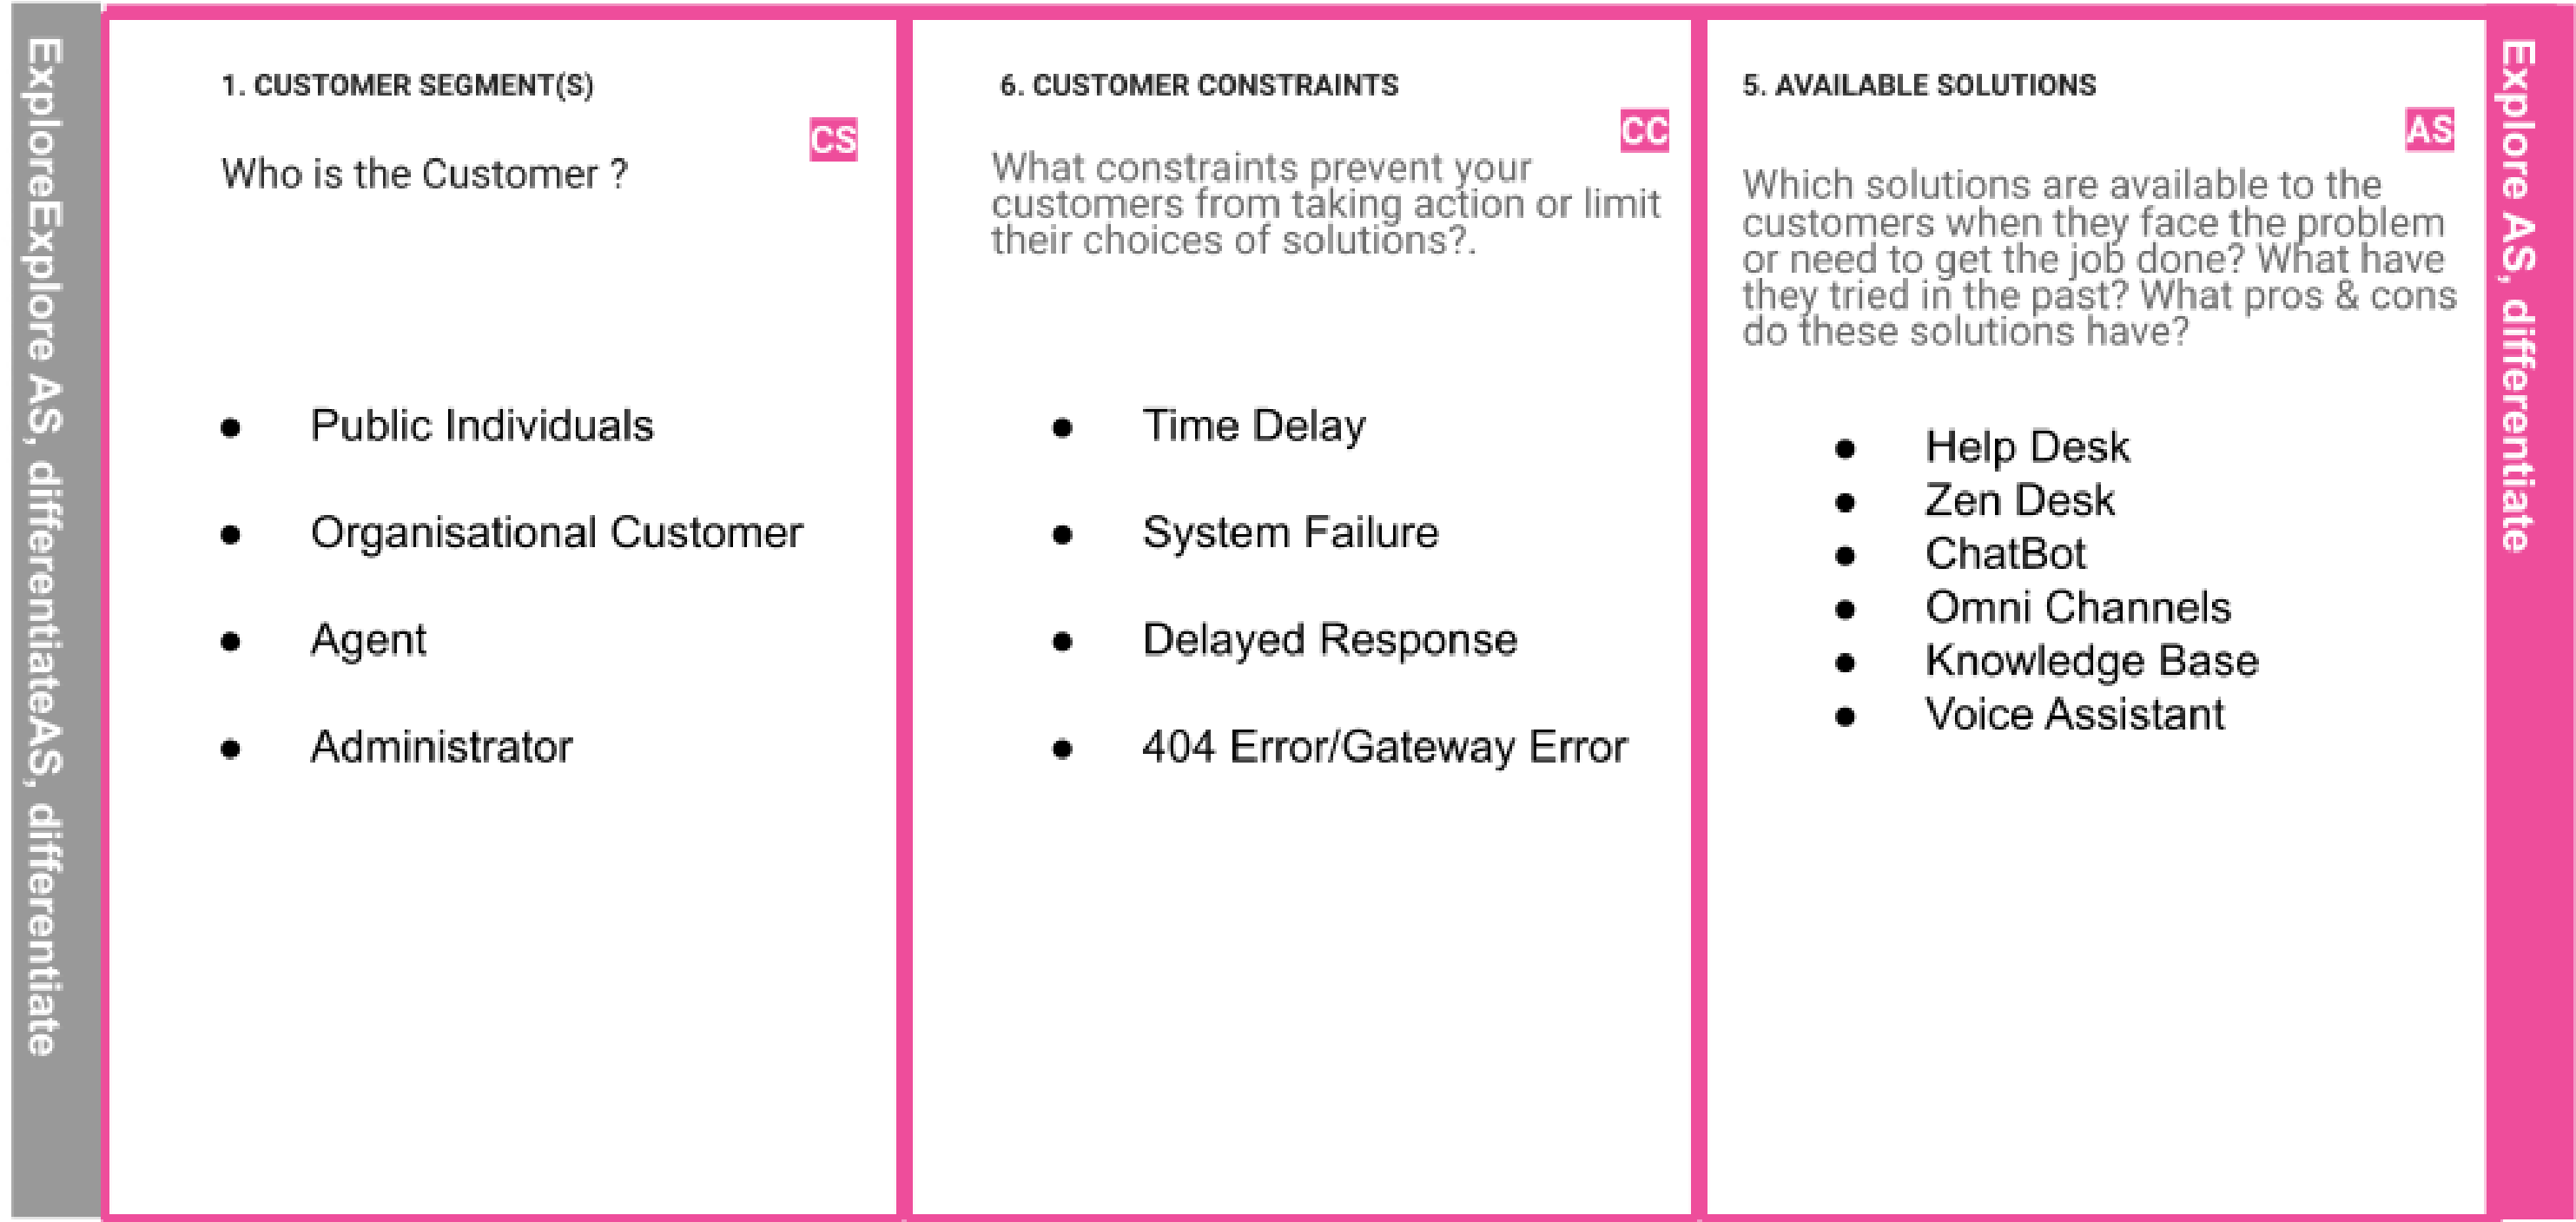 ExploreExplore AS, differentiateAS, differentiate
1. CUSTOMER SEGMENT(S)
CS
Who is the Customer ?
● Public Individuals
● Organisational Customer
● Agent
● Administrator
6. CUSTOMER CONSTRAINTS
CC
What constraints prevent your
customers from taking action or limit
their choices of solutions?.
● Time Delay
● System Failure
● Delayed Response
● 404 Error/Gateway Error
5. AVAILABLE SOLUTIONS
AS
Which solutions are available to the
customers when they face the problem
or need to get the job done? What have
they tried in the past? What pros & cons
do these solutions have?
● Help Desk
● Zen Desk
● ChatBot
● Omni Channels
● Knowledge Base
● Voice Assistant
Explore AS, differentiate